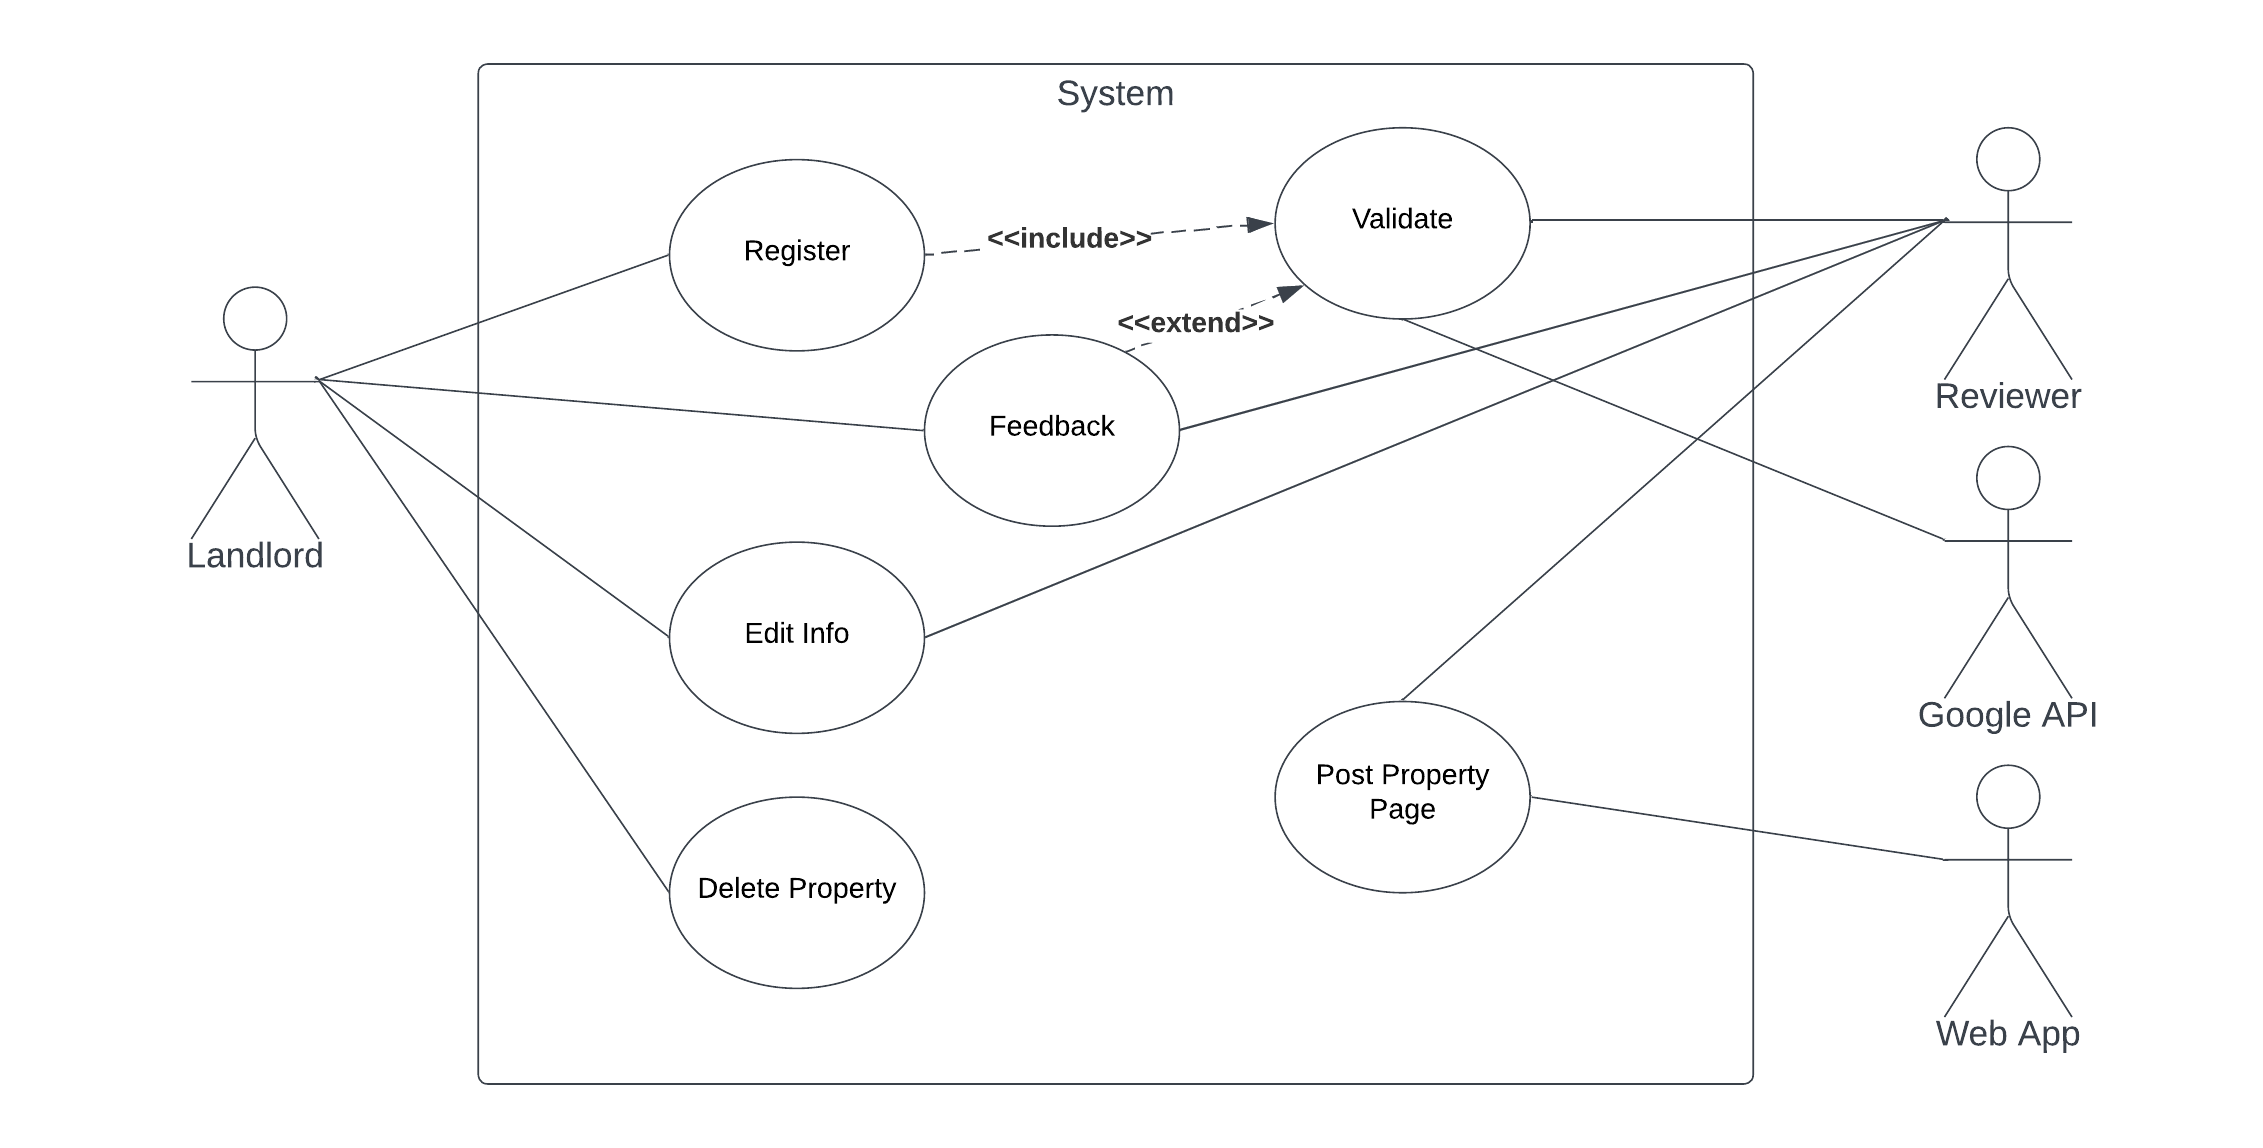 System
Register
<<include>>
Validate
<<extend>>
Feedback
Landlord
Edit Info
Delete Property
Post Property
Page
Reviewer
Google API
Web App